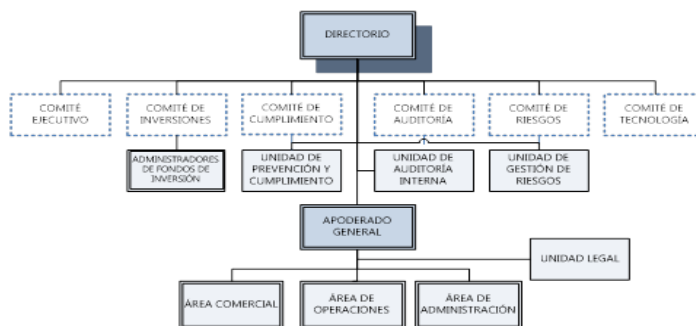 DIRECTORIO
COMITÉ
EJECUTIVO
COMITÉ DE
INVERSIONES
COMITÉ DE
CUMPLIMIENTO
COMITÉ DE
AUDITORÍA
COMITÉ DE
RIESGOS
COMITÉ DE
TECNOLOGÍA
ADMINISTRADORES
DE FONDOS DE
INVERSIÓN
UNIDAD DE
PREVENCIÓN Y
CUMPLIMIENTO
UNIDAD DE
AUDITORÍA
INTERNA
UNIDAD DE
GESTIÓN DE
RIESGOS
APODERADO
GENERAL
UNIDAD LEGAL
ÁREA COMERCIAL
ÁREA DE
OPERACIONES
ÁREA DE
ADMINISTRACIÓN